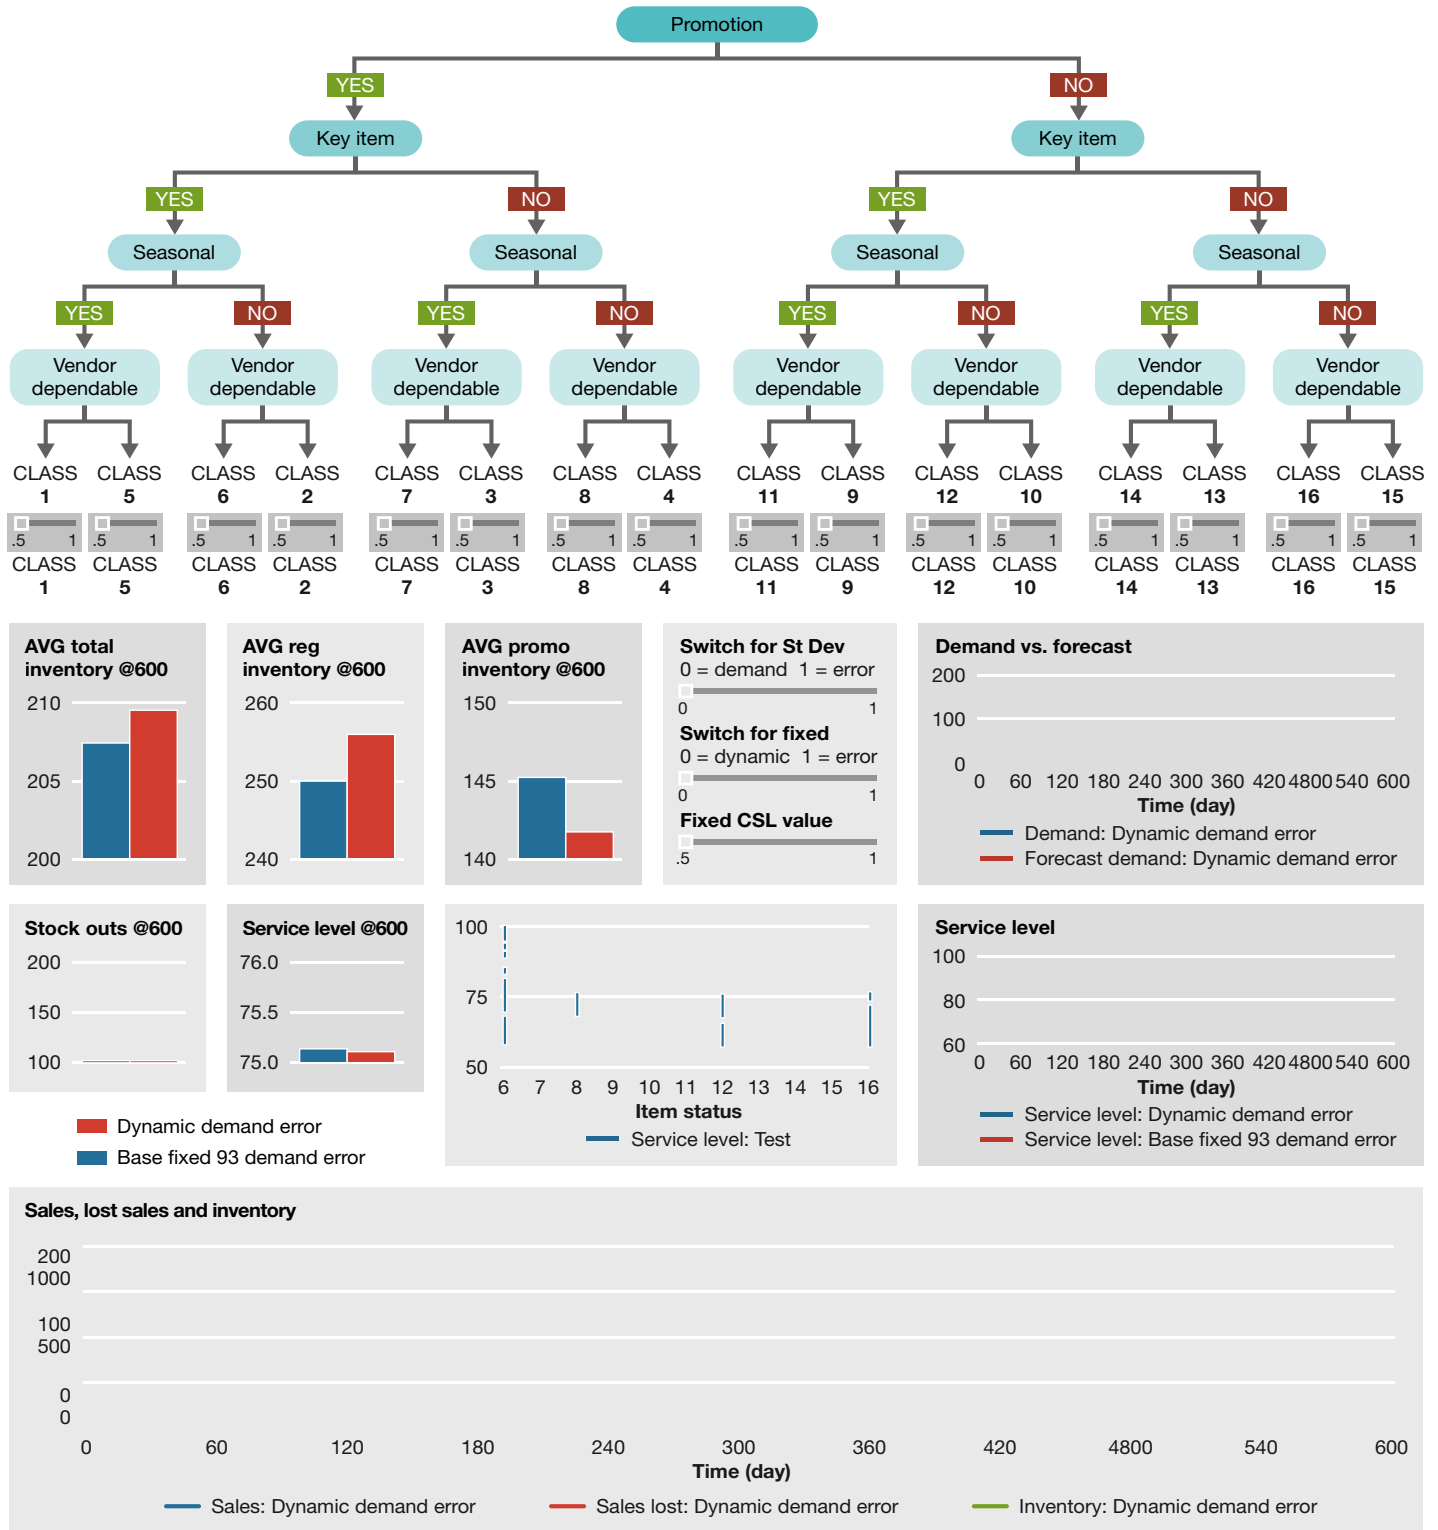 Promotion
YES NO
Key item Key item
YES NO YES NO
Seasonal Seasonal Seasonal Seasonal
YES NO YES NO YES NO YES NO
Vendor Vendor Vendor Vendor Vendor Vendor Vendor Vendor
dependable dependable dependable dependable dependable dependable dependable dependable
CLASS CLASS CLASS CLASS CLASS CLASS CLASS CLASS CLASS CLASS CLASS CLASS CLASS CLASS CLASS CLASS
1 5 6 2 7 3 8 4 11 9 12 10 14 13 16 15
.5 1 .5 1 .5 1 .5 1 .5 1 .5 1 .5 1 .5 1 .5 1 .5 1 .5 1 .5 1 .5 1 .5 1 .5 1 .5 1
CLASS CLASS CLASS CLASS CLASS CLASS CLASS CLASS CLASS CLASS CLASS CLASS CLASS CLASS CLASS CLASS
1 5 6 2 7 3 8 4 11 9 12 10 14 13 16 15
AVG total
inventory @600
210
205
200
AVG reg
inventory @600
260
250
240
AVG promo
inventory @600
150
145
140
Switch for St Dev
0 = demand 1 = error
0 1
Switch for fixed
0 = dynamic 1 = error
0 1
Fixed CSL value
.5 1
Demand vs. forecast
200
100
0
0 60 120 180 240 300 360 420 4800 540 600
Time (day)
Demand: Dynamic demand error
Forecast demand: Dynamic demand error
Stock outs @600
200
150
100
Service level @600
76.0
75.5
75.0
Dynamic demand error
Base fixed 93 demand error
100
75
50
6 7 8 9 10 11 12 13 14 15 16
Item status
Service level: Test
Service level
100
80
60
0 60 120 180 240 300 360 420 4800 540 600
Time (day)
Service level: Dynamic demand error
Service level: Base fixed 93 demand error
Sales, lost sales and inventory
200
1000
100
500
0
0
0 60 120 180 240 300 360 420 4800 540 600
Time (day)
Sales: Dynamic demand error Sales lost: Dynamic demand error Inventory: Dynamic demand error